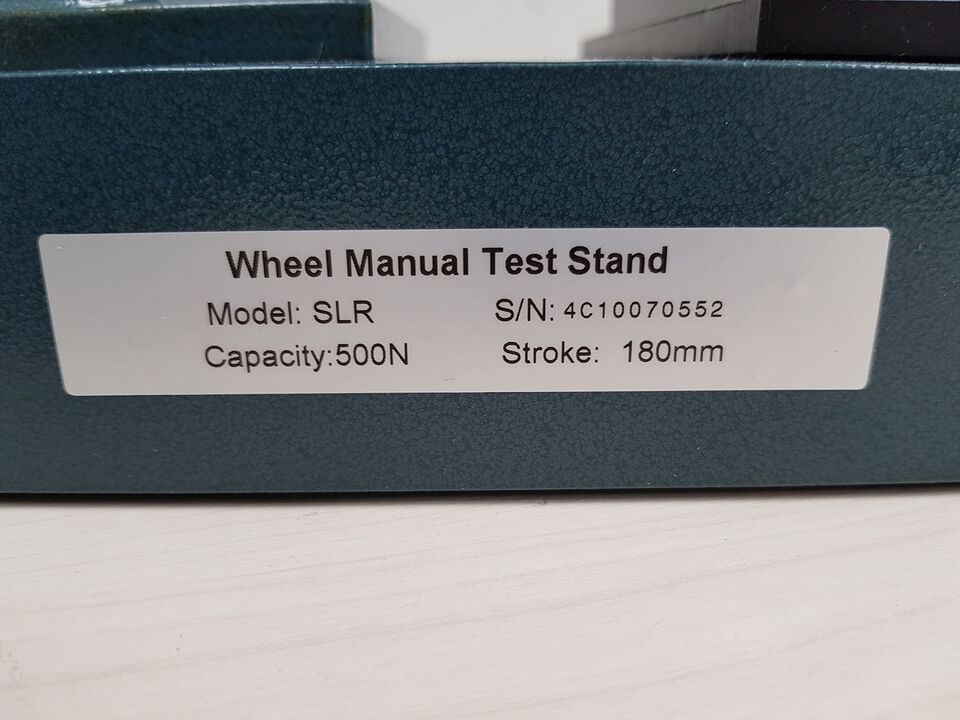 Wheel Manual Test Stand
Model: SLR S/N: 4C10070552
Capacity:500N Stroke: 180mm